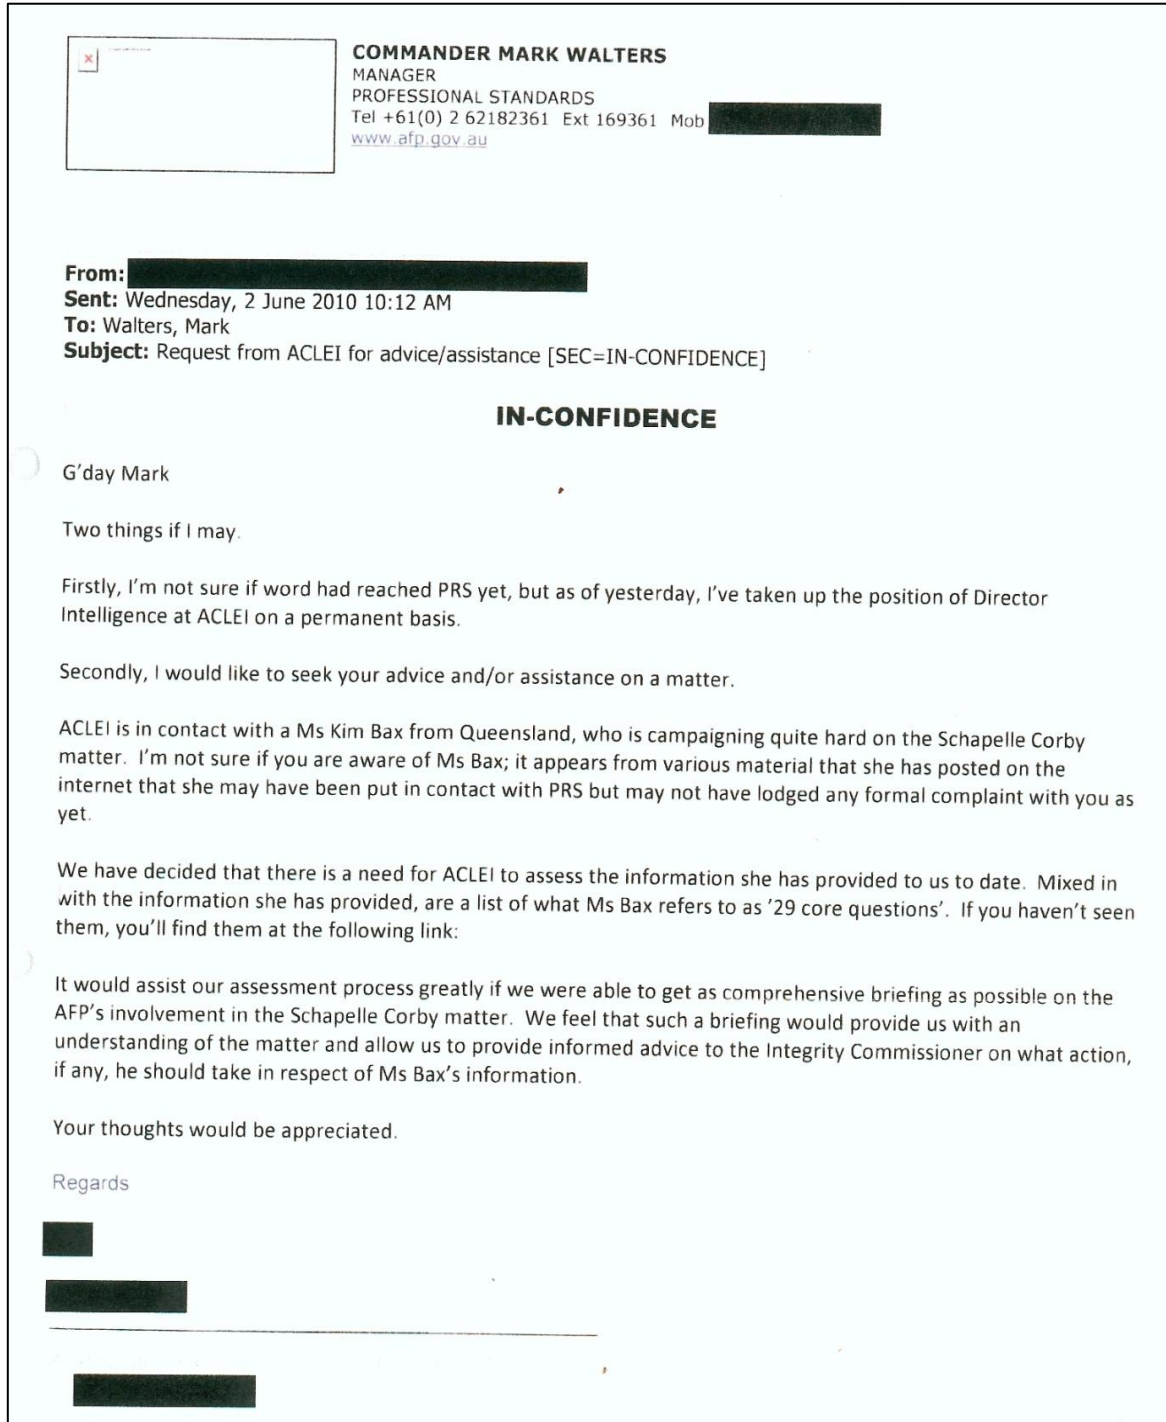 COMMANDER MARK WALTERS
MANAGER
PROFESSIONAL STANDARDS
Tel +61(0) 2 62182361 Ext 169361 Mob
www.afp.gov.au
From:
Sent: Wednesday, 2 June 2010 10:12 AM
To: Walters, Mark
Subject: Request from ACLEI for advice/assistance [SEC=IN-CONFIDENCE]
IN-CONFIDENCE
G'day Mark
Two things if I may.
Firstly, I'm not sure if word had reached PRS yet, but as of yesterday, I've taken up the position of Director
Intelligence at ACLEI on a permanent basis.
Secondly, I would like to seek your advice and/or assistance on a matter.
ACLEI is in contact with a Ms Kim Bax from Queensland, who is campaigning quite hard on the Schapelle Corby
matter. I'm not sure if you are aware of Ms Bax; it appears from various material that she has posted on the
internet that she may have been put in contact with PRS but may not have lodged any formal complaint with you as
yet.
We have decided that there is a need for ACLEI to assess the information she has provided to us to date. Mixed in
with the information she has provided, are a list of what Ms Bax refers to as '29 core questions'. If you haven't seen
them, you'll find them at the following link:
It would assist our assessment process greatly if we were able to get as comprehensive briefing as possible on the
AFP's involvement in the Schapelle Corby matter. We feel that such a briefing would provide us with an
understanding of the matter and allow us to provide informed advice to the Integrity Commissioner on what action,
if any, he should take in respect of Ms Bax's information.
Your thoughts would be appreciated.
Regards